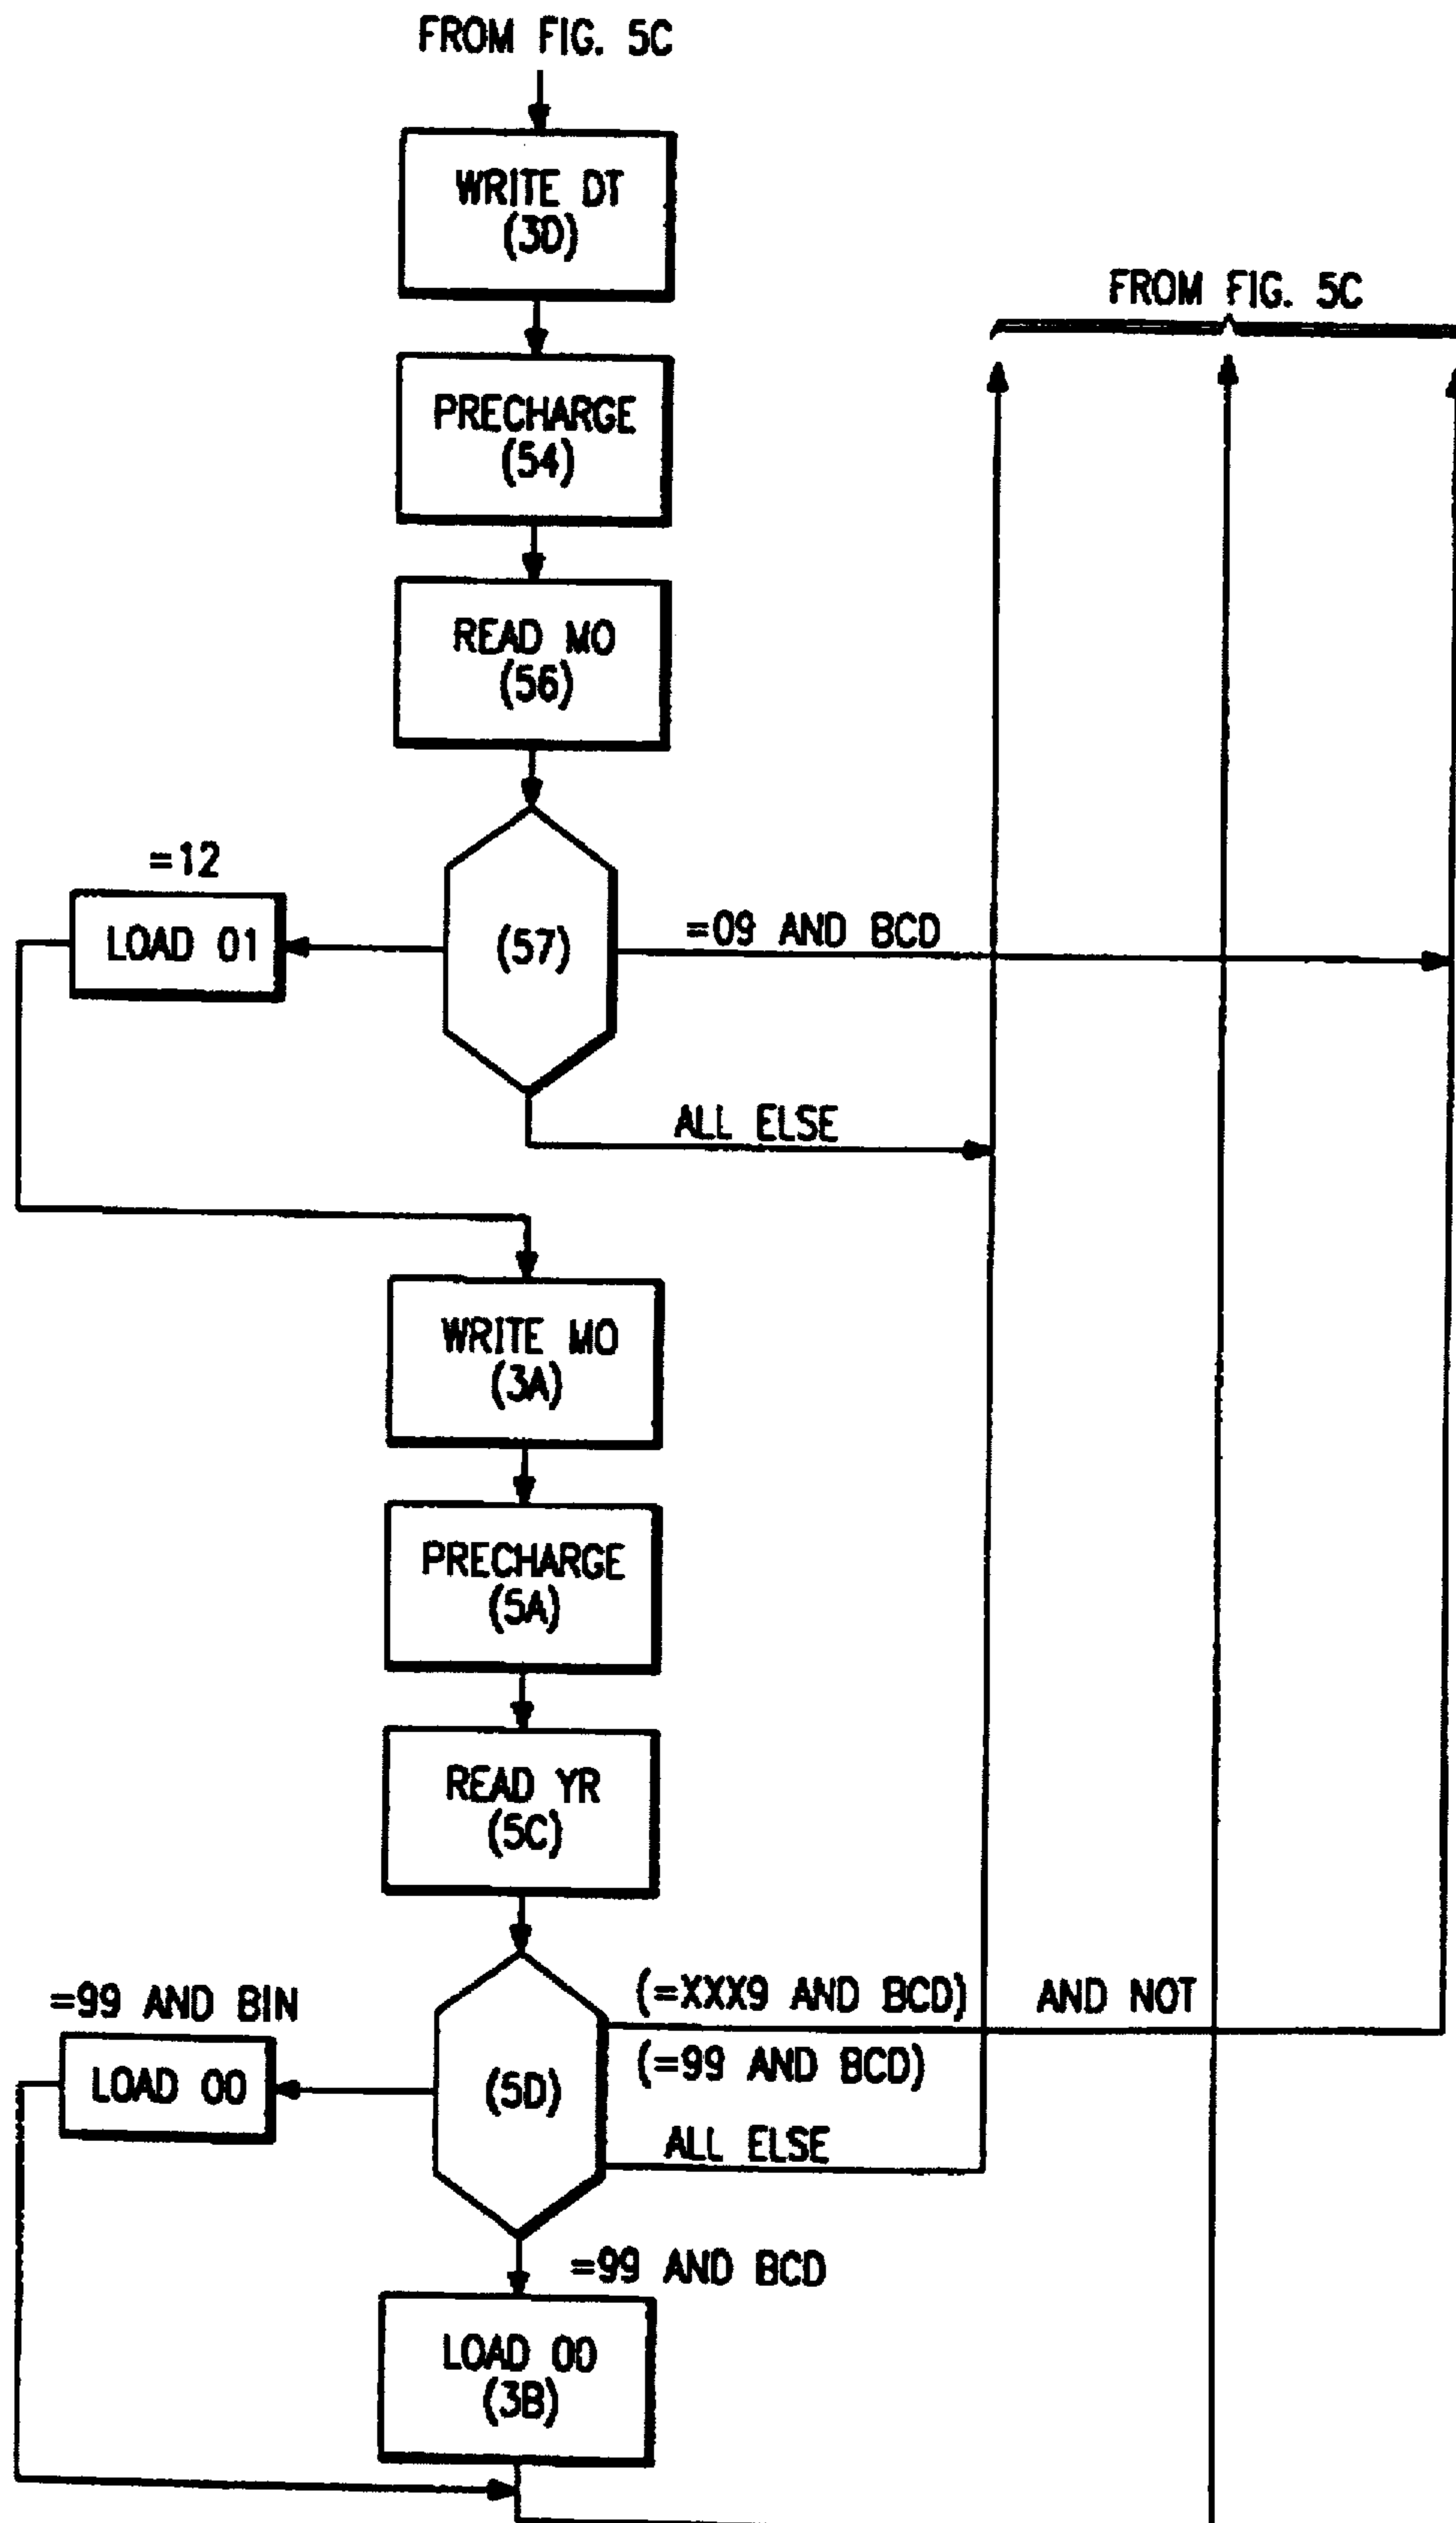 FROM FIG. 5C
WRITE DT
(3D)
FROM FIG. 5C
PRECHARGE
(54)
READ MO
(56)
=12
LOAD 01
(57)
=09 AND BCD
ALL ELSE
WRITE MO
(3A)
PRECHARGE
(5A)
READ YR
(5C)
=99 AND BIN
LOAD 00
(5D)
(=XXX9 AND BCD) AND NOT
(=99 AND BCD)
ALL ELSE
=99 AND BCD
LOAD 00
(3B)